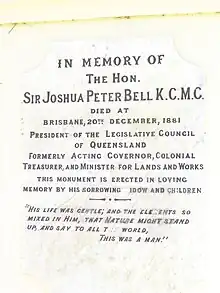 IN MEMORY OF
THE HON.
SIR JOSHUA PETER BELL K.C.M.C.
DIED AT
BRISBANE, 20TH DECEMBER, 1881
PRESIDENT OF THE LEGISLATIVE COUNCIL
OF QUEENSLAND
FORMERLY ACTING GOVERNOR, COLONIAL
TREASURER, AND MINISTER FOR LANDS AND WORKS
THIS MONUMENT IS ERECTED IN LOVING
MEMORY BY HIS SORROWING IDOW AND CHILDREN
"HIS LIFE WAS GENTLE; AND THE ELE ENTS SO
MIXED IN HIM, THAT NATURE MIGHT STAND
UP, AND SAY TO ALL T WORLD,
THIS WAS A MAN."